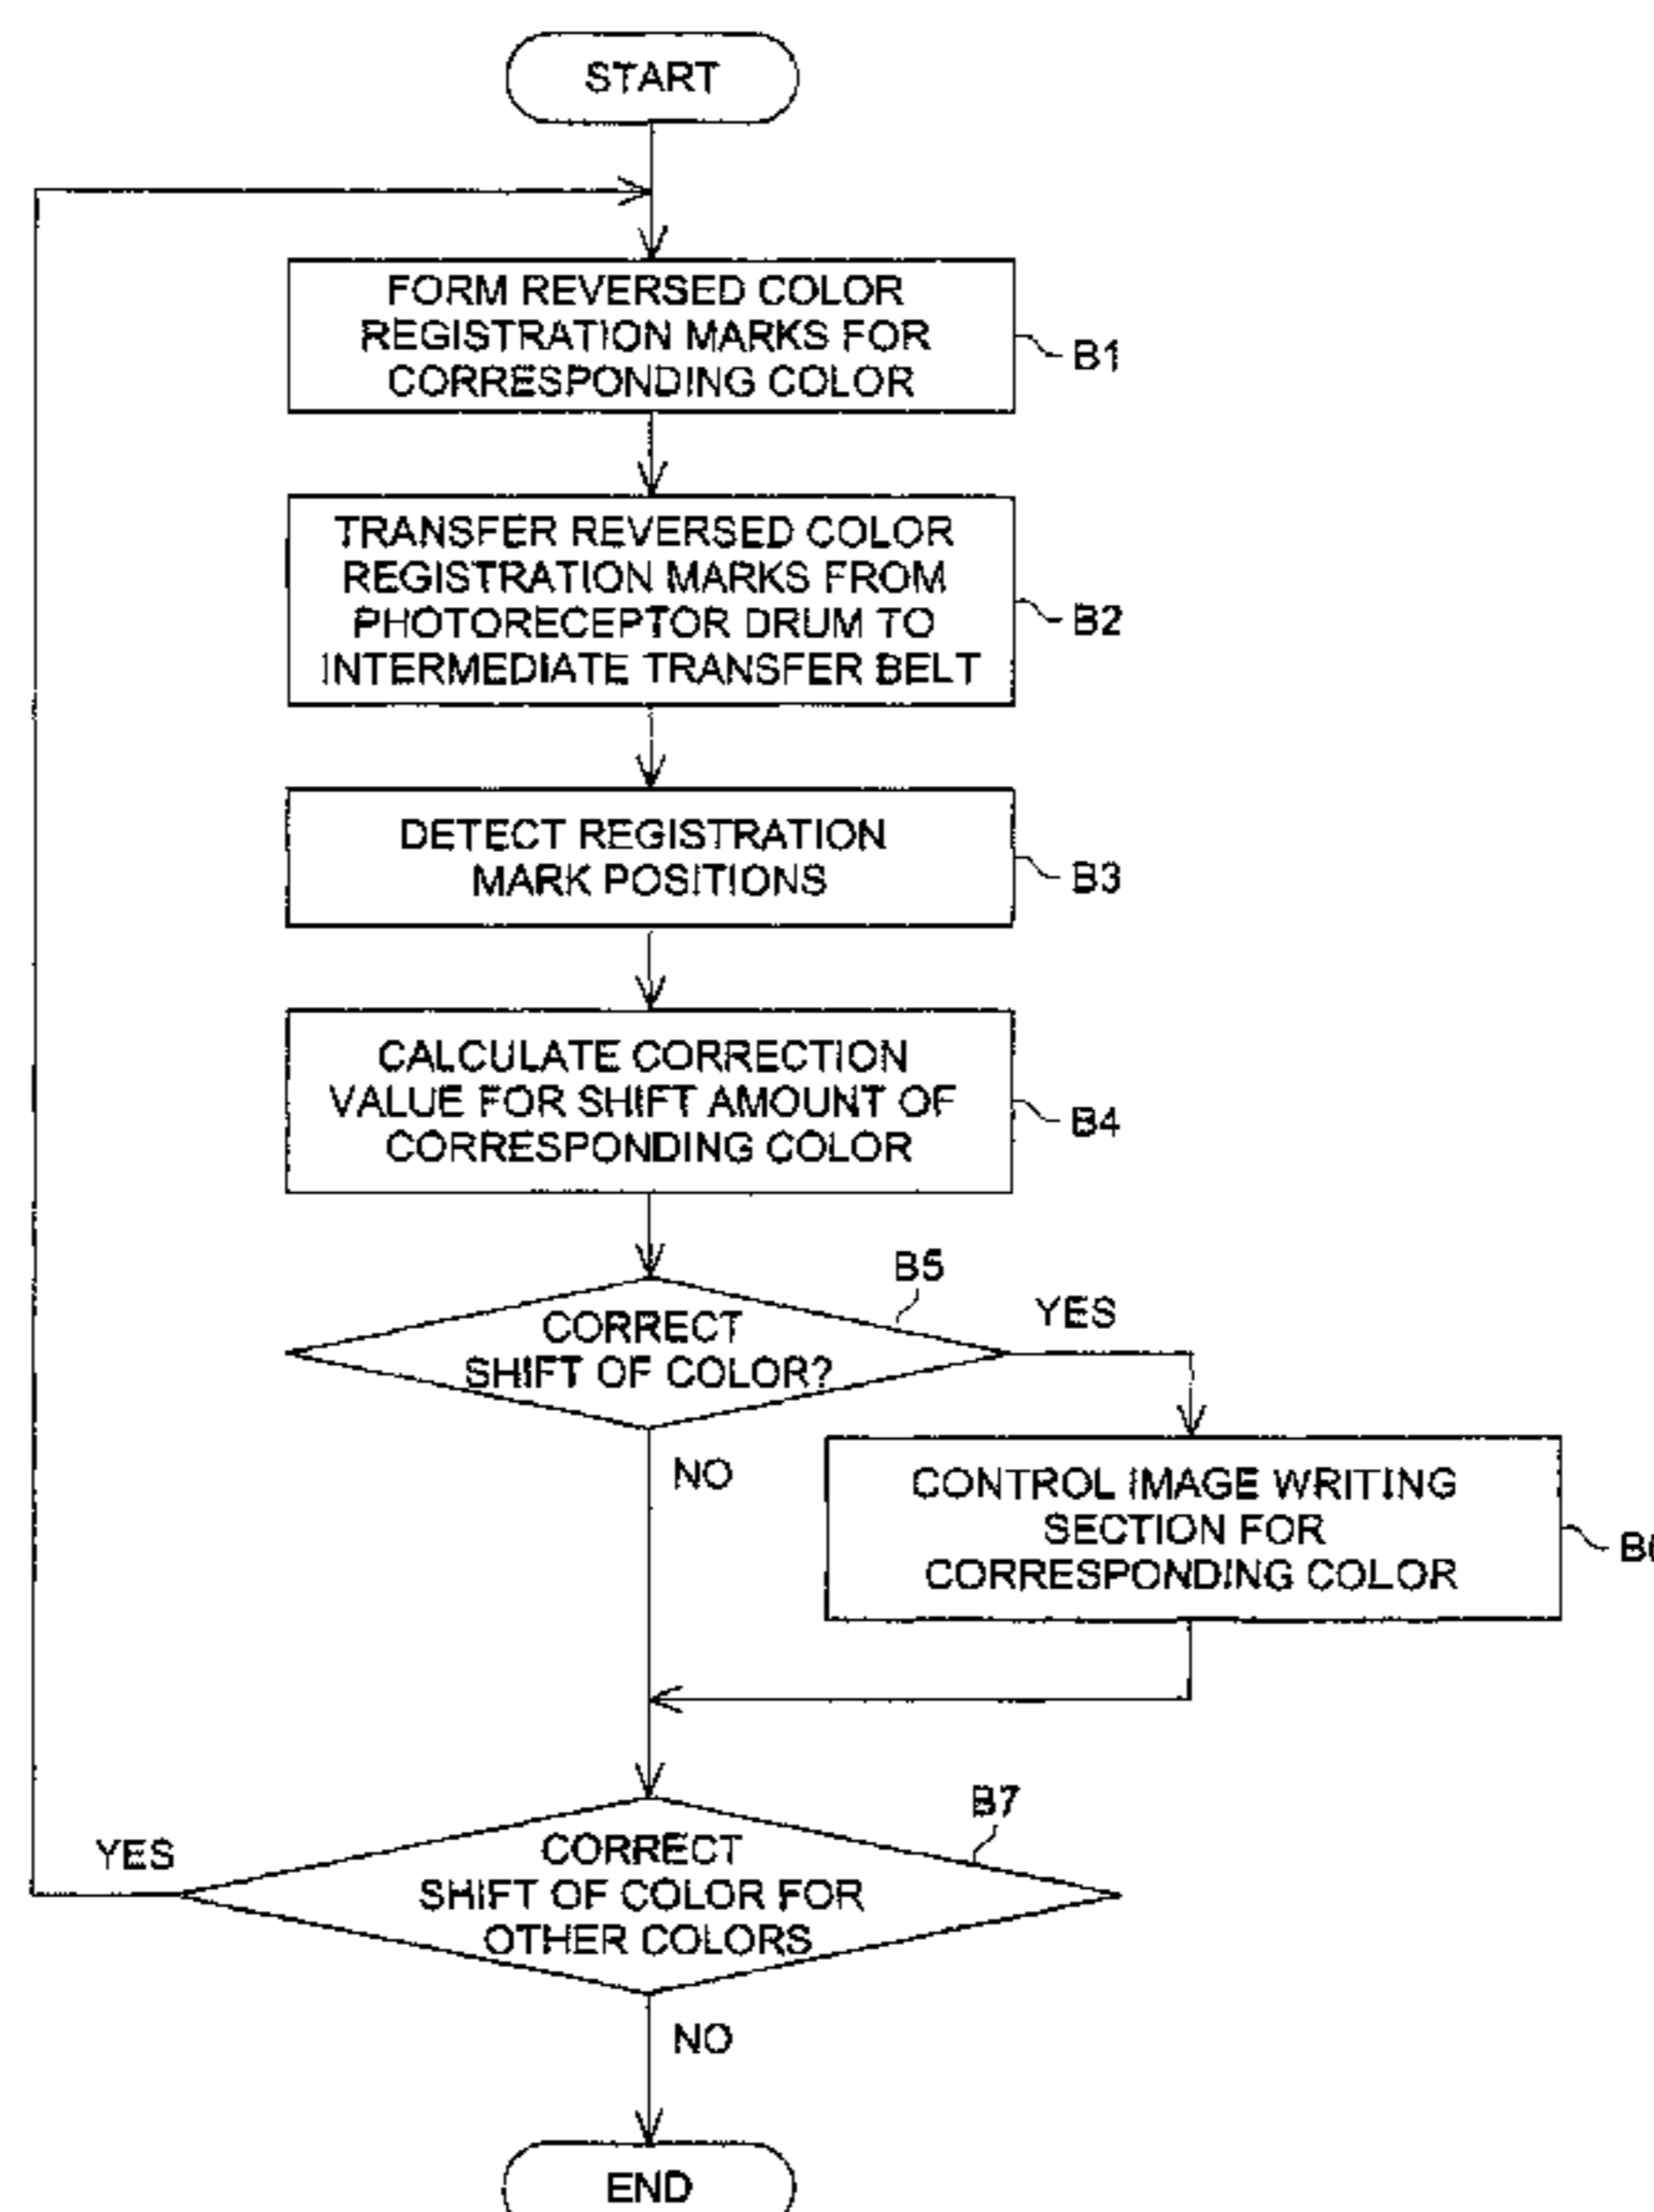 START
FORM REVERSED COLOR
REGISTRATION MARKS FOR
CORRESPONDING COLOR
B1
TRANSFER REVERSED COLOR
REGISTRATION MARKS FROM
PHOTORECEPTOR DRUM TO
INTERMEDIATE TRANSFER BELT
B2
DETECT REGISTRATION
MARK POSITIONS
B3
CALCULATE CORRECTION
VALUE FOR SHIFT AMOUNT OF
CORRESPONDING COLOR
B4
B5
CORRECT
SHIFT OF COLOR?
YES
NO
CONTROL IMAGE WRITING
SECTION FOR
CORRESPONDING COLOR
B7
YES
CORRECT
SHIFT OF COLOR FOR
OTHER COLORS
NO
END